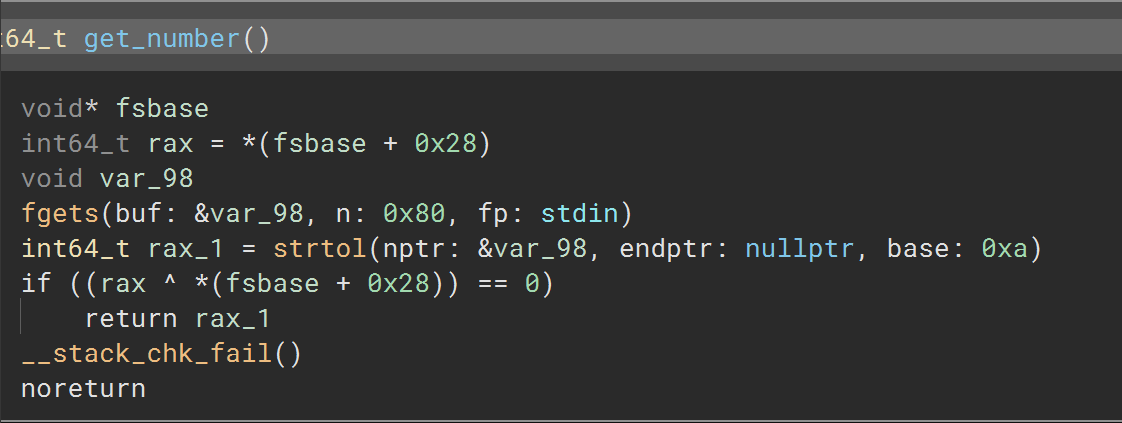 t64_t get_number()
void* fsbase
int64_t rax = *(fsbase + 0x28)
void var_98
fgets(buf: &var_98, n: 0x80, fp: stdin)
int64_t rax_1 = strtol(nptr: &var_98, endptr: nullptr, base: 0xa)
if ((rax ^ *(fsbase + 0x28)) == 0)
    return rax_1
__stack_chk_fail()
noreturn